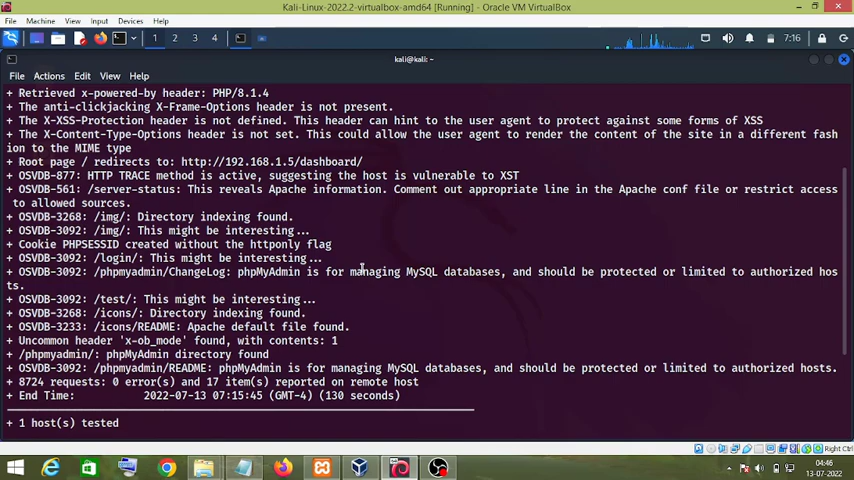 Kali-Linux-2022.2-virtualbox-amd64 [Running] - Oracle VM VirtualBox
File Machine View Input Devices Help
1 2 3 4 7:16
kali@kali: ~
File Actions Edit View Help
+ Retrieved x-powered-by header: PHP/8.1.4
+ The anti-clickjacking X-Frame-Options header is not present.
+ The X-XSS-Protection header is not defined. This header can hint to the user agent to protect against some forms of XSS
+ The X-Content-Type-Options header is not set. This could allow the user agent to render the content of the site in a different fash
ion to the MIME type
+ Root page / redirects to: http://192.168.1.5/dashboard/
+ OSVDB-877: HTTP TRACE method is active, suggesting the host is vulnerable to XST
+ OSVDB-561: /server-status: This reveals Apache information. Comment out appropriate line in the Apache conf file or restrict access
to allowed sources.
+ OSVDB-3268: /img/: Directory indexing found.
+ OSVDB-3092: /img/: This might be interesting...
+ Cookie PHPSESSID created without the httponly flag
+ OSVDB-3092: /login/: This might be interesting...
+ OSVDB-3092: /phpmyadmin/ChangeLog: phpMyAdmin is for managing MySQL databases, and should be protected or limited to authorized hos
ts.
+ OSVDB-3092: /test/: This might be interesting...
+ OSVDB-3268: /icons/: Directory indexing found.
+ OSVDB-3233: /icons/README: Apache default file found.
+ Uncommon header 'x-ob_mode' found, with contents: 1
+ /phpmyadmin/: phpMyAdmin directory found
+ OSVDB-3092: /phpmyadmin/README: phpMyAdmin is for managing MySQL databases, and should be protected or limited to authorized hosts.
+ 8724 requests: 0 error(s) and 17 item(s) reported on remote host
+ End Time: 2022-07-13 07:15:45 (GMT-4) (130 seconds)
+ 1 host(s) tested
Right Ctrl
04:46
13-07-2022